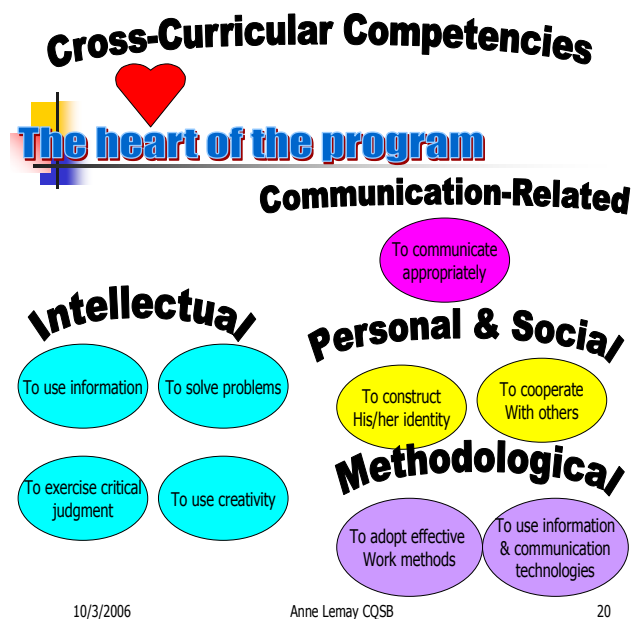 Cross-Curricular Competencies
The heart of the program
Communication-Related
To communicate
appropriately
Intellectual
To use information
To solve problems
To exercise critical
judgment
To use creativity
Personal & Social
To construct
His/her identity
To cooperate
With others
Methodological
To adopt effective
Work methods
To use information
& communication
technologies
10/3/2006
Anne Lemay CQSB
20